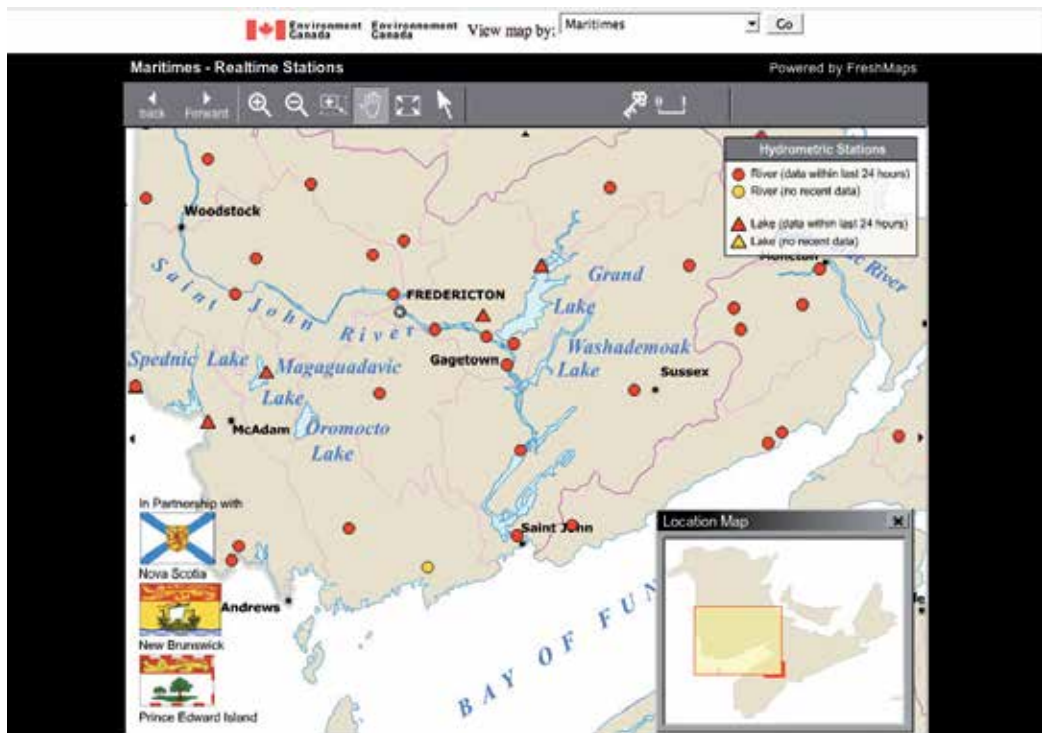 Environment Canada Environnement Canada View map by: Maritimes Go
Maritimes - Realtime Stations Powered by FreshMaps
Back Forward
Hydrometric Stations
River (data within last 24 hours)
River (no recent data)
Lake (data within last 24 hours)
Lake (no recent data)
Woodstock
Moncton
River
Grand
Lake
Saint John River
FREDERICTON
Gagetown
Washademoak
Lake
Sussex
Spednic Lake
Magaguadavic
Lake
McAdam
Oromocto
Lake
In Partnership with
Nova Scotia
New Brunswick
Prince Edward Island
Saint John
Andrews
BAY OF FUN
Location Map